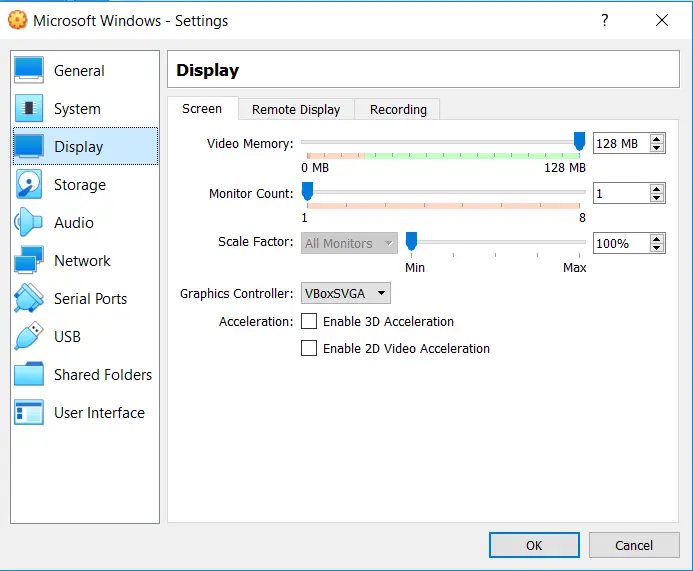 Microsoft Windows - Settings
?
General
System
Display
Storage
Audio
Network
Serial Ports
USB
Shared Folders
User Interface
Display
Screen Remote Display Recording
Video Memory: 128 MB
0 MB 128 MB
Monitor Count: 1
1 8
Scale Factor: All Monitors 100%
Min Max
Graphics Controller: VBoxSVGA
Acceleration: Enable 3D Acceleration
Enable 2D Video Acceleration
OK Cancel